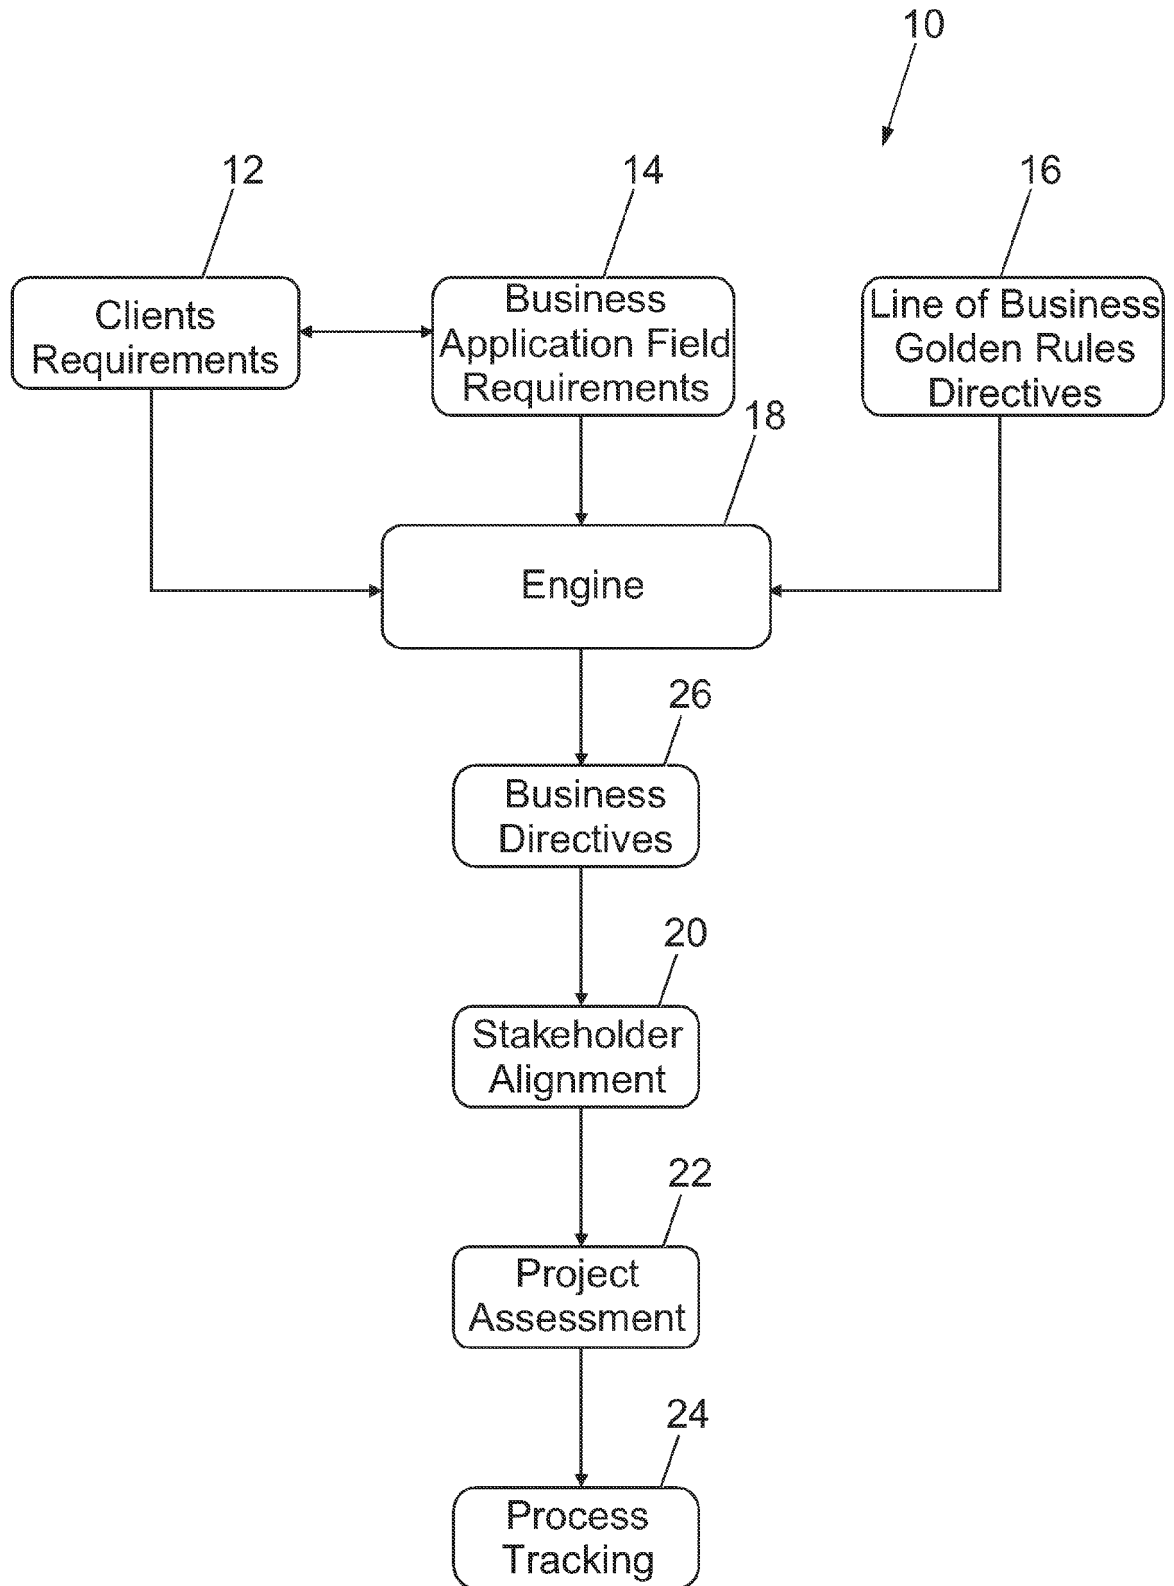 10
12
14
16
Clients
Requirements
Business
Application Field
Requirements
Line of Business
Golden Rules
Directives
18
Engine
26
Business
Directives
20
Stakeholder
Alignment
22
Project
Assessment
24
Process
Tracking